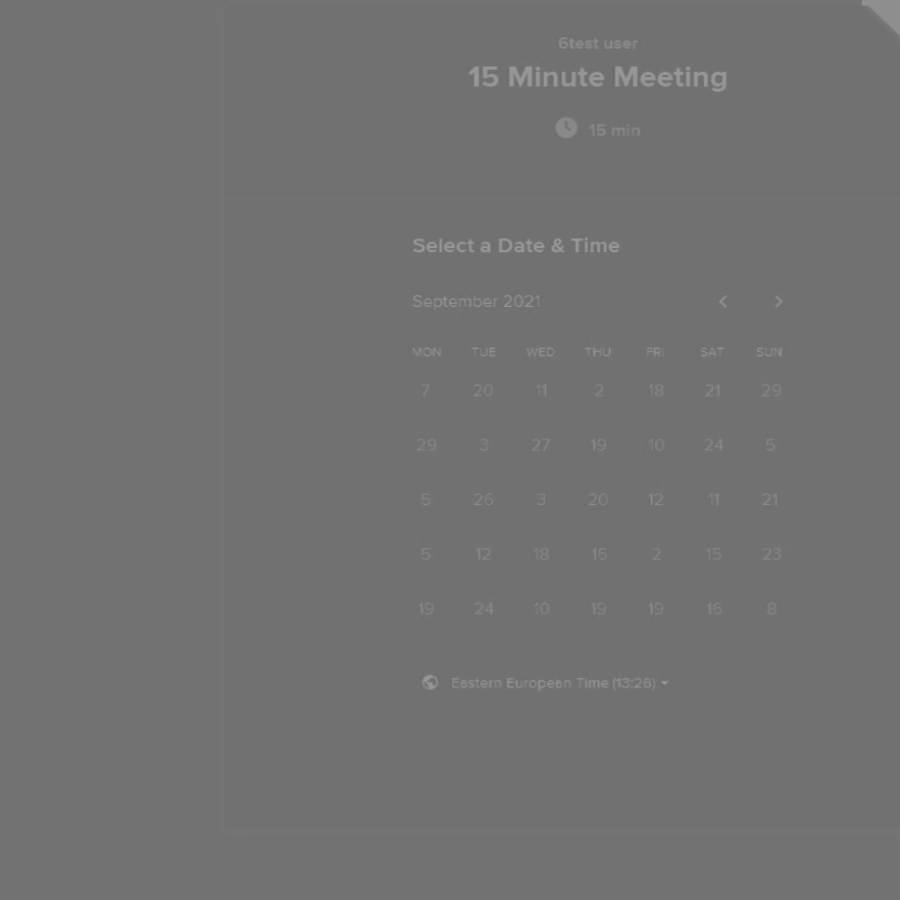 6test user
15 Minute Meeting
15 min
Select a Date & Time
September 2021
MON TUE WED THU FRI SAT SUN
7 20 11 2 18 21 29
29 3 27 19 10 24 5
5 26 3 20 12 11 21
5 12 18 16 2 15 23
19 24 10 19 19 16 8
Eastern European Time (13:26)